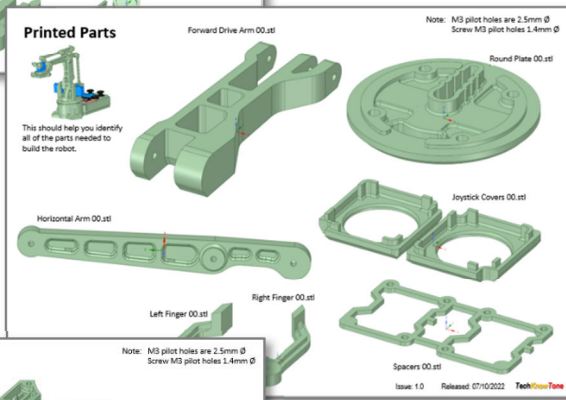 Printed Parts
Forward Drive Arm 00.stl
Note: M3 pilot holes are 2.5mm Ø
Screw M3 pilot holes 1.4mm Ø
Round Plate 00.stl
This should help you identify
all of the parts needed to
build the robot.
Joystick Covers 00.stl
Horizontal Arm 00.stl
Right Finger 00.stl
Left Finger 00.stl
Spacers 00.stl
Issue: 1.0 Released: 07/10/2022 TechKnowTone
Note: M3 pilot holes are 2.5mm Ø
Screw M3 pilot holes 1.4mm Ø